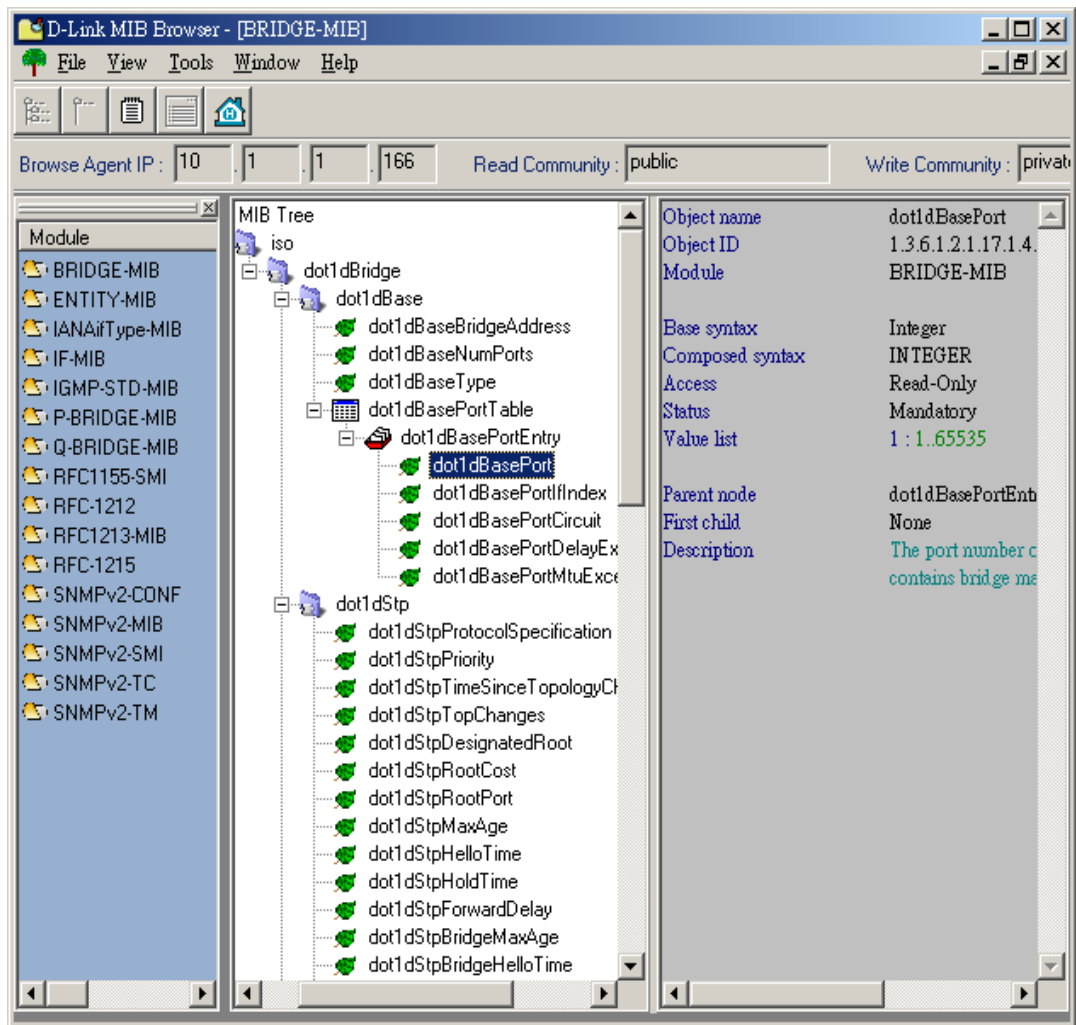 D-Link MIB Browser - [BRIDGE-MIB]
File View Tools Window Help
Browse Agent IP : 10 . 1 . 1 . 166 Read Community : public Write Community : privat
Module
BRIDGE-MIB
ENTITY-MIB
IANAifType-MIB
IF-MIB
IGMP-STD-MIB
P-BRIDGE-MIB
Q-BRIDGE-MIB
RFC1155-SMI
RFC-1212
RFC1213-MIB
RFC-1215
SNMPv2-CONF
SNMPv2-MIB
SNMPv2-SMI
SNMPv2-TC
SNMPv2-TM
MIB Tree
iso
dot1dBridge
dot1dBase
dot1dBaseBridgeAddress
dot1dBaseNumPorts
dot1dBaseType
dot1dBasePortTable
dot1dBasePortEntry
dot1dBasePort
dot1dBasePortIfIndex
dot1dBasePortCircuit
dot1dBasePortDelayEx
dot1dBasePortMtuExce
dot1dStp
dot1dStpProtocolSpecification
dot1dStpPriority
dot1dStpTimeSinceTopologyCh
dot1dStpTopChanges
dot1dStpDesignatedRoot
dot1dStpRootCost
dot1dStpRootPort
dot1dStpMaxAge
dot1dStpHelloTime
dot1dStpHoldTime
dot1dStpForwardDelay
dot1dStpBridgeMaxAge
dot1dStpBridgeHelloTime
Object name dot1dBasePort
Object ID 1.3.6.1.2.1.17.1.4.
Module BRIDGE-MIB
Base syntax Integer
Composed syntax INTEGER
Access Read-Only
Status Mandatory
Value list 1 : 1..65535
Parent node dot1dBasePortEnt
First child None
Description The port number o
contains bridge ma